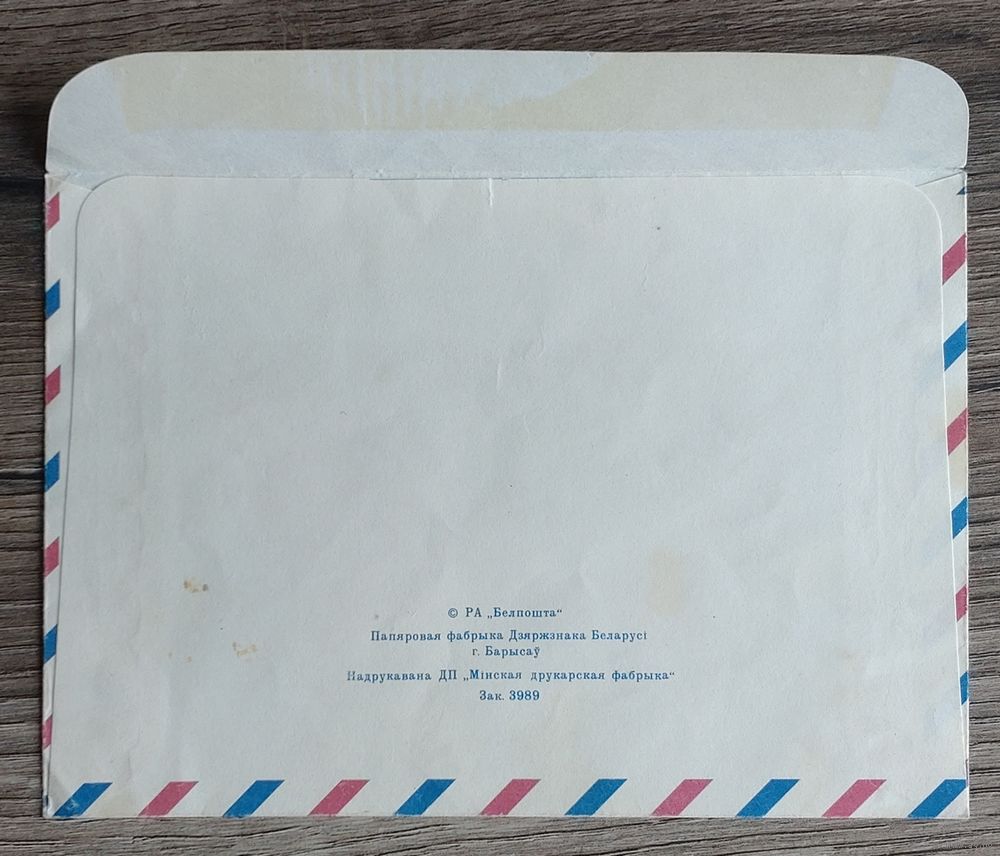 © РА „Белпошта“
Папяровая фабрыка Дзяржзнака Беларусі
г. Барысаў
Надрукавана ДП „Мінская друкарская фабрыка“
Зак. 3989